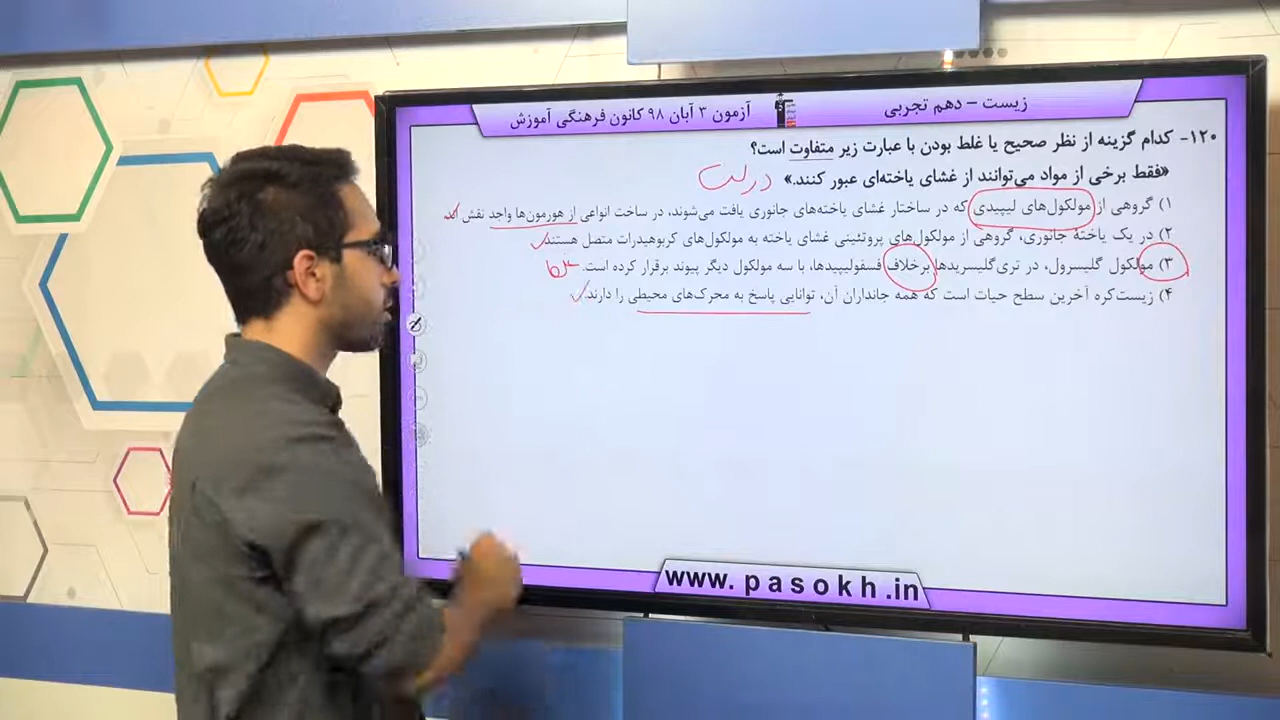 زیست - دهم تجربی
آزمون ۳ آبان ۹۸ کانون فرهنگی آموزش
۱۲۰- کدام گزینه از نظر صحیح یا غلط بودن با عبارت زیر متفاوت است؟
«فقط برخی از مواد می‌توانند از غشای یاخته‌ای عبور کنند.» درست
۱) گروهی از مولکول‌های لیپیدی که در ساختار غشای یاخته‌های جانوری یافت می‌شوند، در ساخت انواعی از هورمون‌ها واجد نقش
۲) در یک یاختهٔ جانوری، گروهی از مولکول‌های پروتئینی غشای یاخته به مولکول‌های کربوهیدرات متصل هستند.
۳) مولکول گلیسرول، در تری‌گلیسریدها برخلاف فسفولیپیدها، با سه مولکول دیگر پیوند برقرار کرده است.
۴) زیست‌کره آخرین سطح حیات است که همه جانداران آن، توانایی پاسخ به محرک‌های محیطی را دارند.
www.pasokh.in